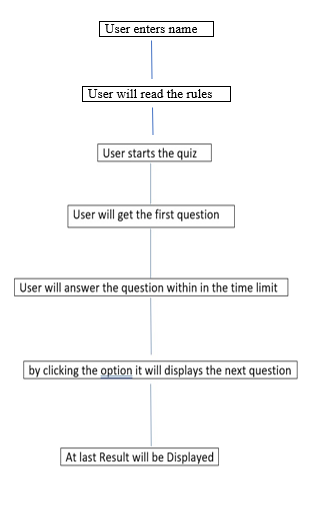 User enters name
User will read the rules
User starts the quiz
User will get the first question
User will answer the question within in the time limit
by clicking the option it will displays the next question
At last Result will be Displayed